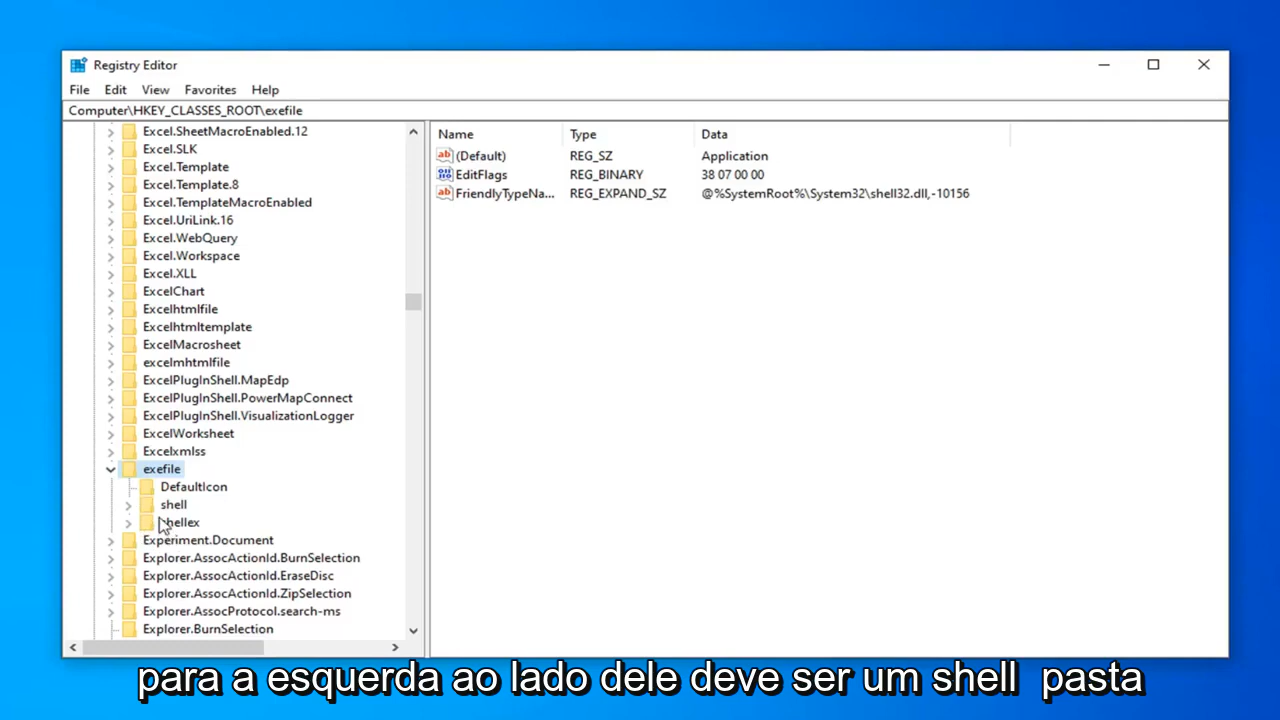 Registry Editor
File Edit View Favorites Help
Computer\HKEY_CLASSES_ROOT\exefile
Excel.SheetMacroEnabled.12
Excel.SLK
Excel.Template
Excel.Template.8
Excel.TemplateMacroEnabled
Excel.UriLink.16
Excel.WebQuery
Excel.Workspace
Excel.XLL
ExcelChart
Excelhtmlfile
Excelhtmltemplate
ExcelMacrosheet
excelmhtmlfile
ExcelPlugInShell.MapEdp
ExcelPlugInShell.PowerMapConnect
ExcelPlugInShell.VisualizationLogger
ExcelWorksheet
Excelxmlss
exefile
DefaultIcon
shell
shellex
Experiment.Document
Explorer.AssocActionId.BurnSelection
Explorer.AssocActionId.EraseDisc
Explorer.AssocActionId.ZipSelection
Explorer.AssocProtocol.search-ms
Explorer.BurnSelection
Name Type Data
(Default) REG_SZ Application
EditFlags REG_BINARY 38 07 00 00
FriendlyTypeNa... REG_EXPAND_SZ @%SystemRoot%\System32\shell32.dll,-10156
para a esquerda ao lado dele deve ser um shell pasta